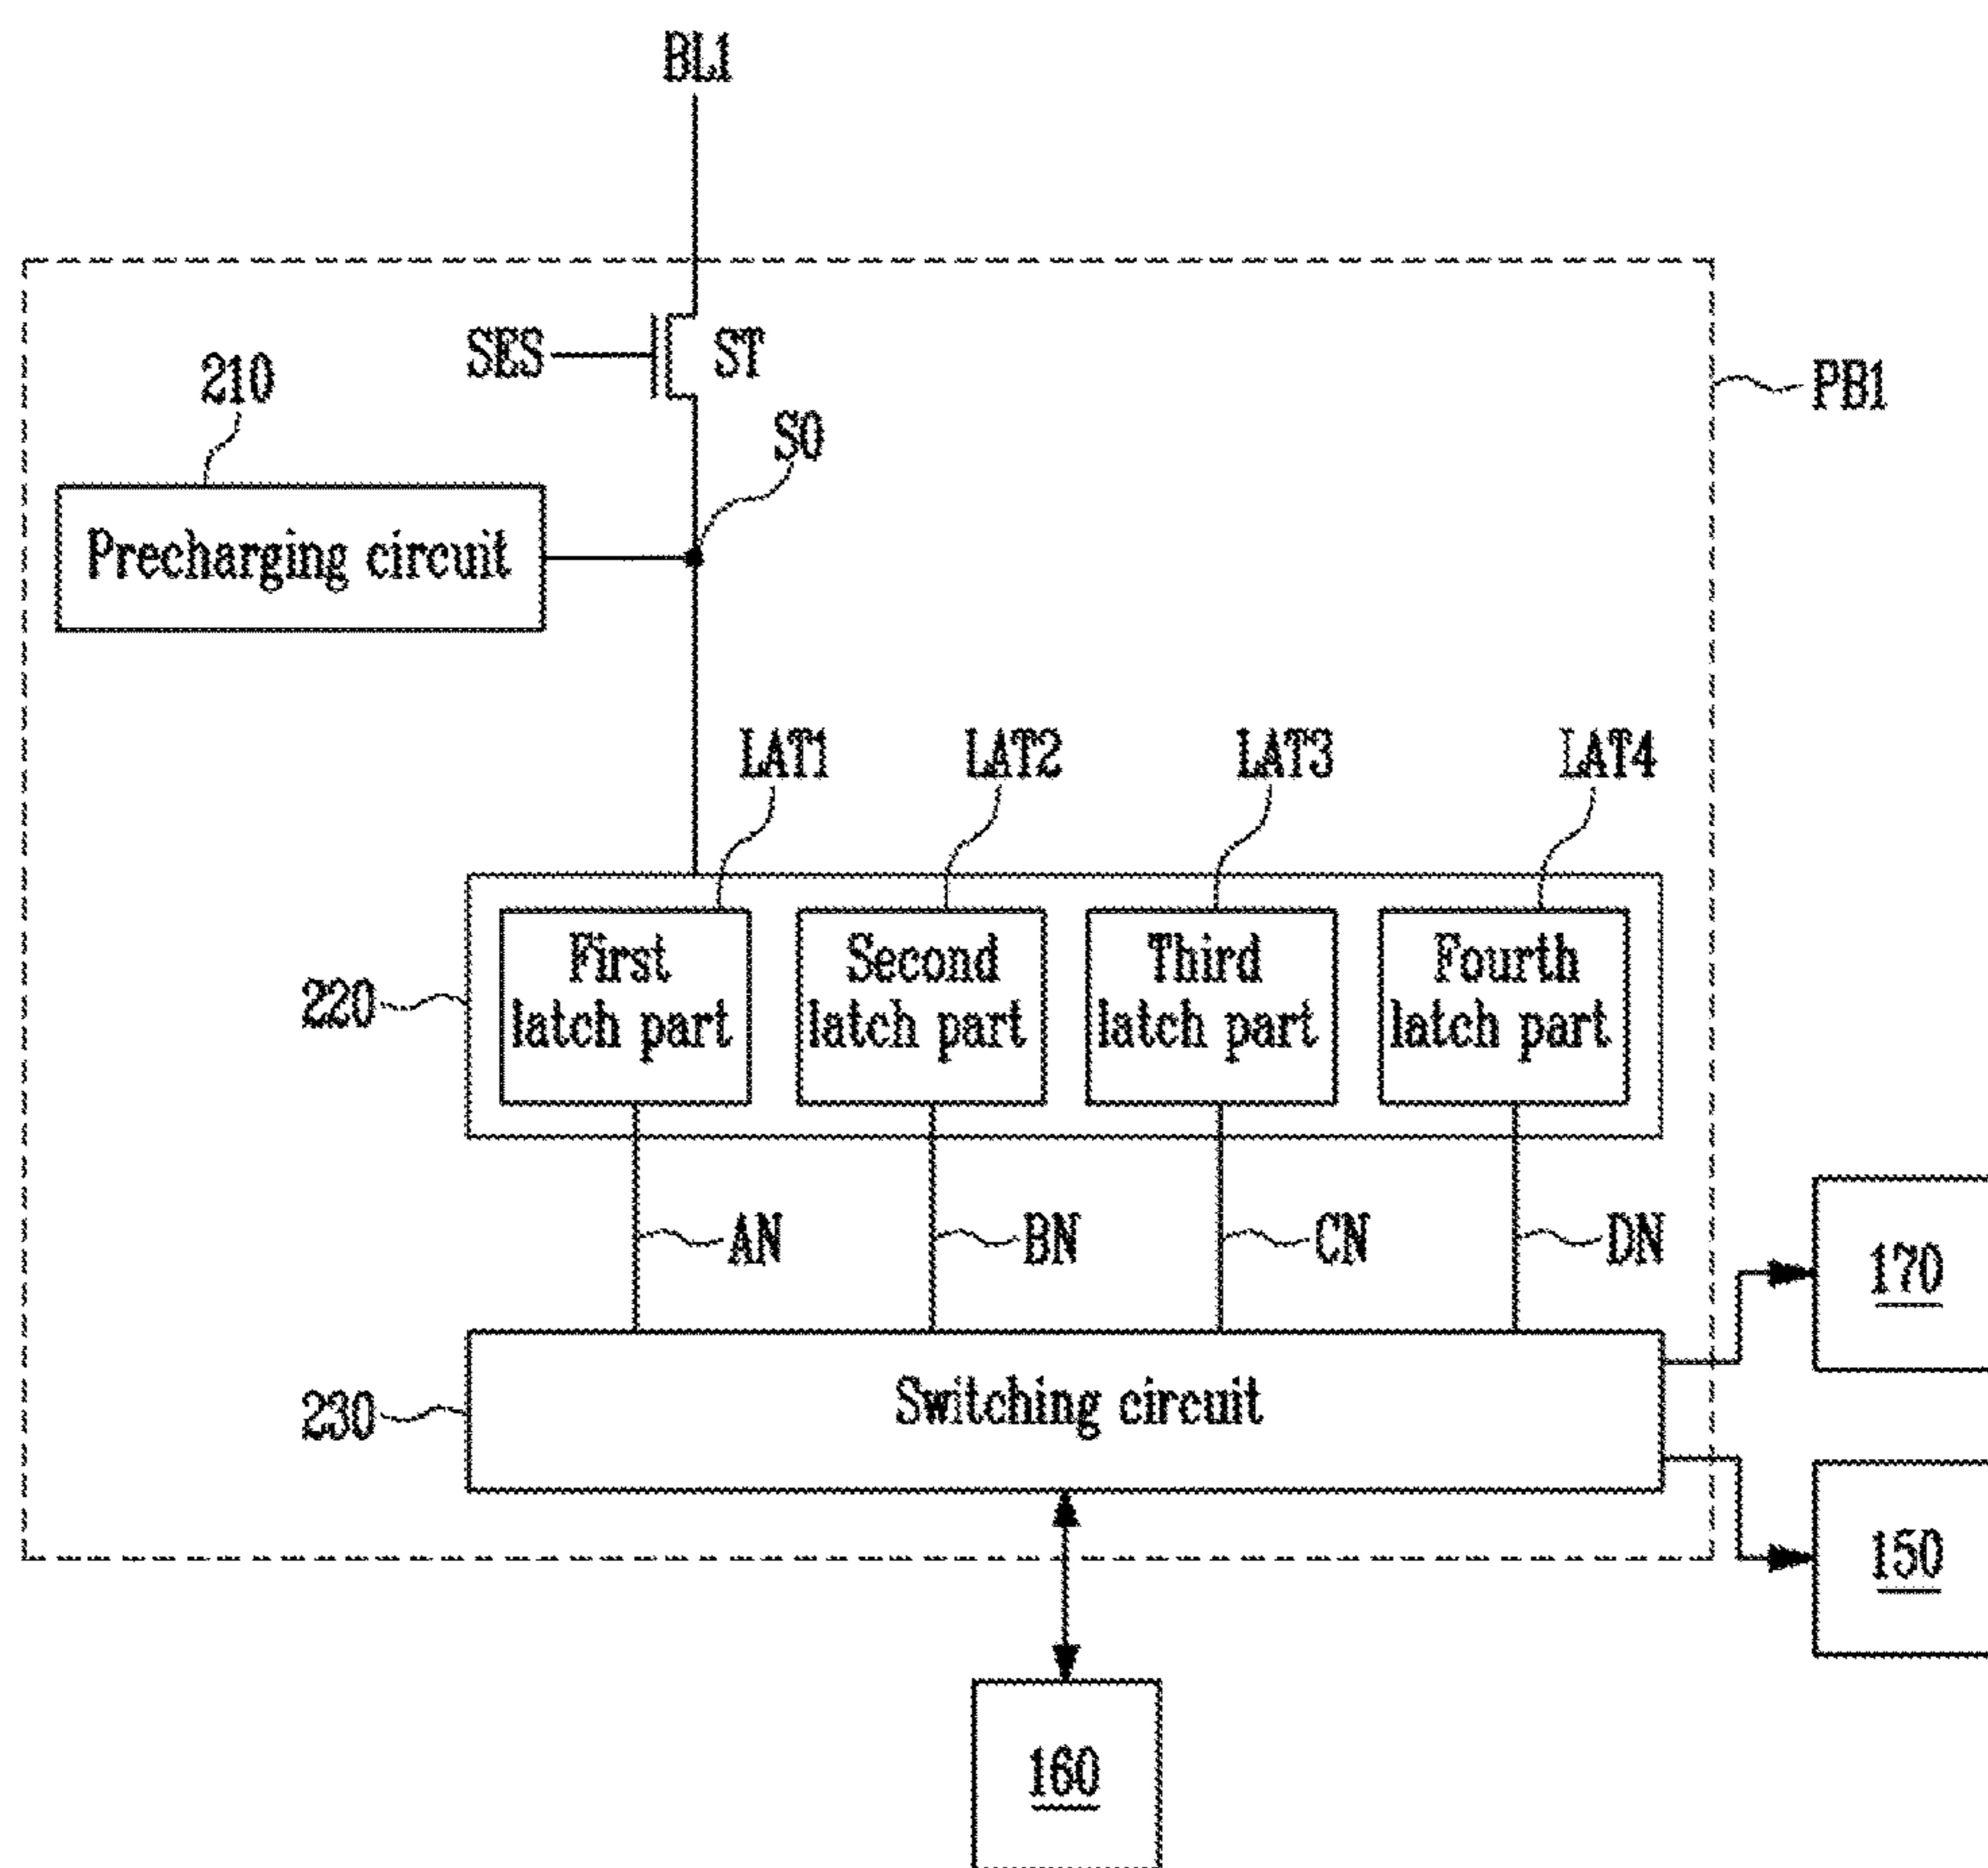 BL1
SES
ST
210
SO
PB1
Precharging circuit
LAT1
LAT2
LAT3
LAT4
First
latch part
Second
latch part
Third
latch part
Fourth
latch part
220
AN
BN
CN
DN
170
230
Switching circuit
150
160